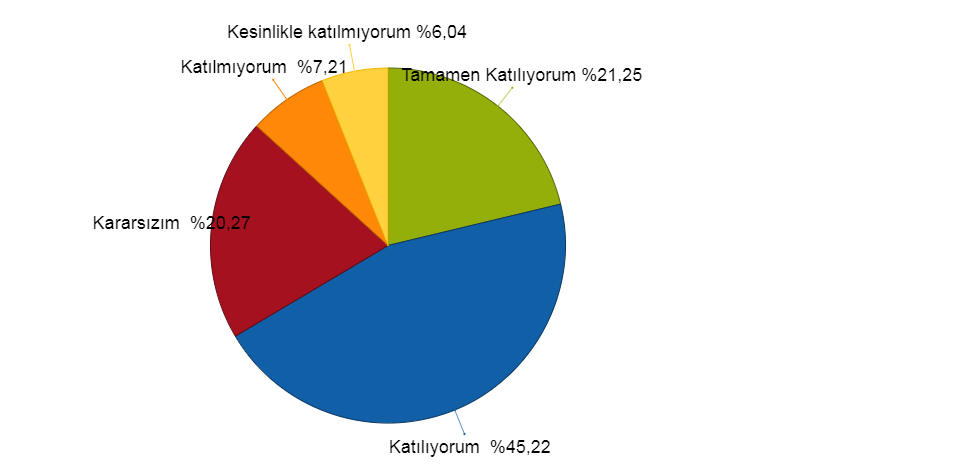 Kesinlikle katılmıyorum %6,04
Katılmıyorum  %7,21
Tamamen Katılıyorum %21,25
Kararsızım  %20,27
Katılıyorum  %45,22